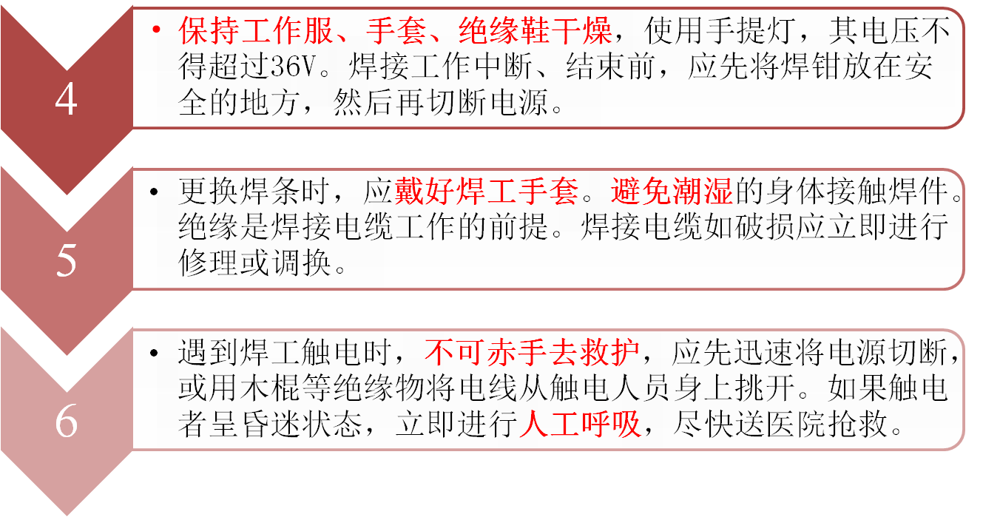 4
• 保持工作服、手套、绝缘鞋干燥，使用手提灯，其电压不
得超过36V。焊接工作中断、结束前，应先将焊钳放在安
全的地方，然后再切断电源。
5
• 更换焊条时，应戴好焊工手套。避免潮湿的身体接触焊件。
绝缘是焊接电缆工作的前提。焊接电缆如破损应立即进行
修理或调换。
6
• 遇到焊工触电时，不可赤手去救护，应先迅速将电源切断，
或用木棍等绝缘物将电线从触电人员身上挑开。如果触电
者呈昏迷状态，立即进行人工呼吸，尽快送医院抢救。